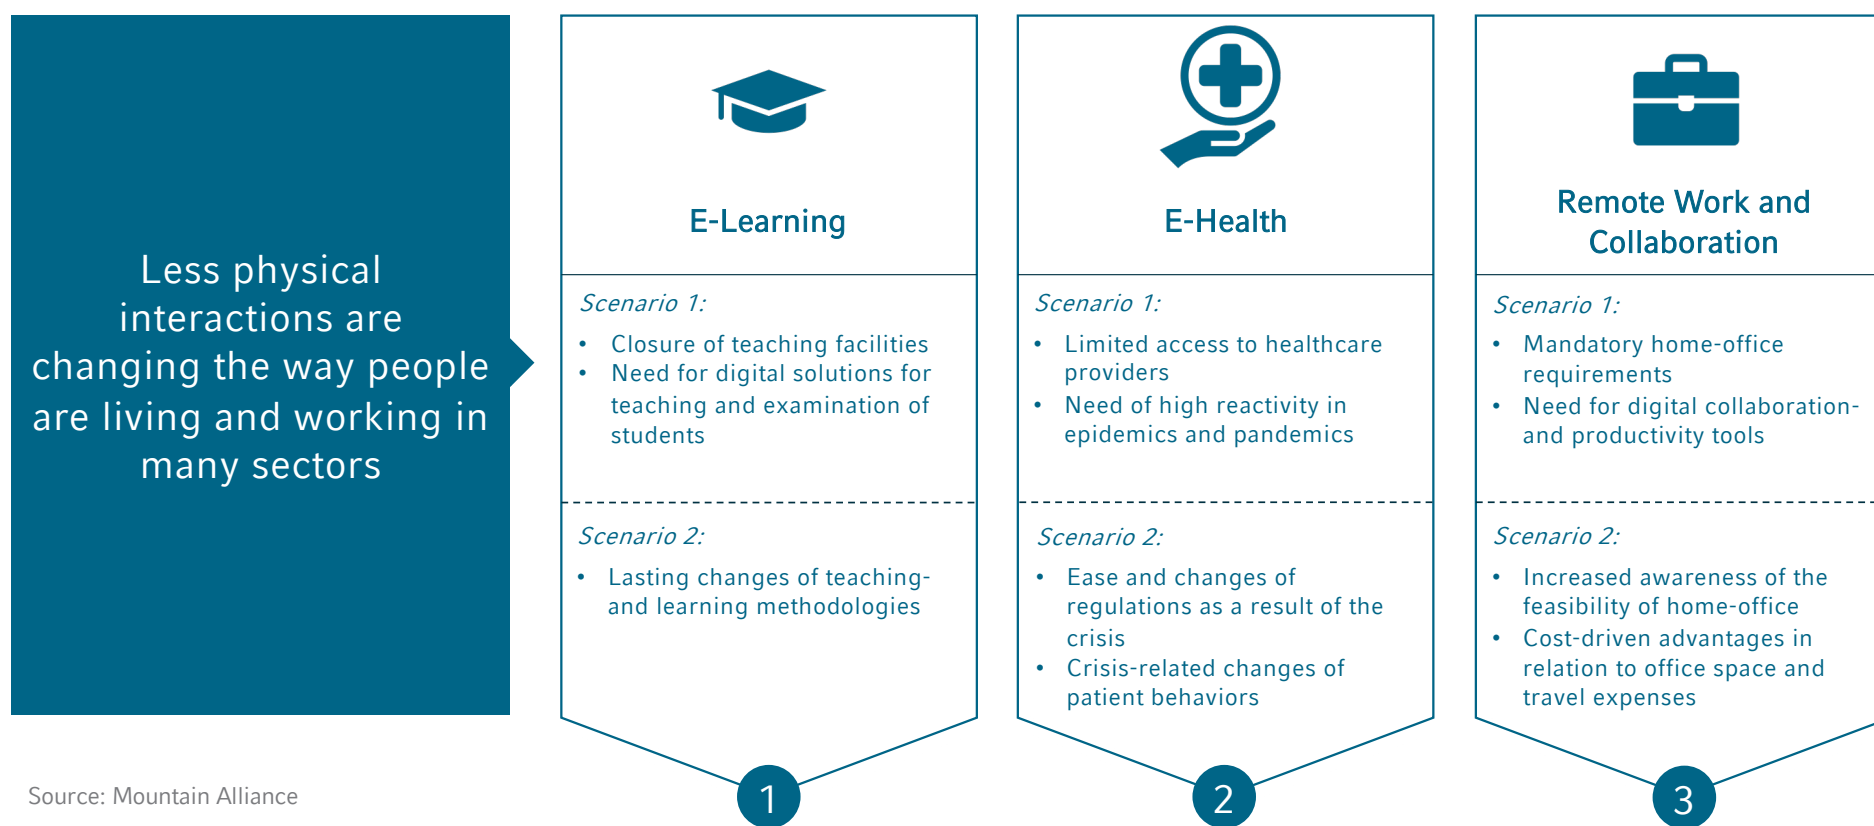 Less physical
interactions are
changing the way people
are living and working in
many sectors
E-Learning
Scenario 1:
• Closure of teaching facilities
• Need for digital solutions for
teaching and examination of
students
Scenario 2:
• Lasting changes of teaching-
and learning methodologies
1
E-Health
Scenario 1:
• Limited access to healthcare
providers
• Need of high reactivity in
epidemics and pandemics
Scenario 2:
• Ease and changes of
regulations as a result of the
crisis
• Crisis-related changes of
patient behaviors
2
Remote Work and
Collaboration
Scenario 1:
• Mandatory home-office
requirements
• Need for digital collaboration-
and productivity tools
Scenario 2:
• Increased awareness of the
feasibility of home-office
• Cost-driven advantages in
relation to office space and
travel expenses
3
Source: Mountain Alliance